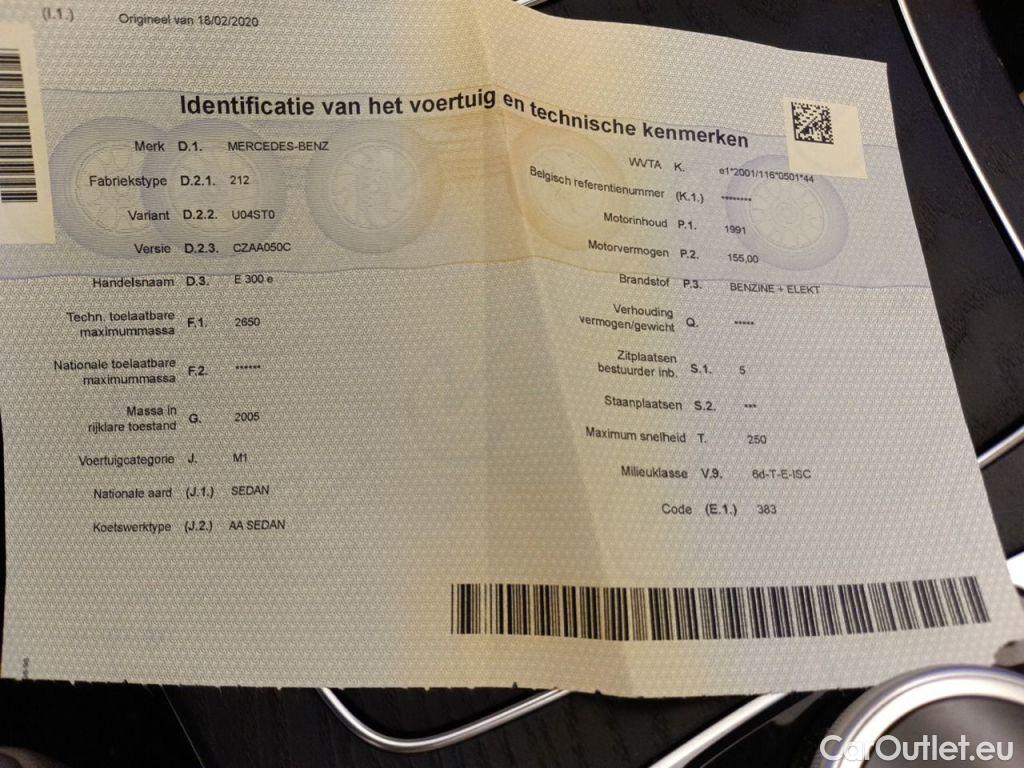 (I.1.)
Origineel van 18/02/2020
Identificatie van het voertuig en technische kenmerken
Merk D.1. MERCEDES-BENZ
Fabriekstype D.2.1. 212
Variant D.2.2. U04ST0
Versie D.2.3. CZAA050C
Handelsnaam D.3. E 300 e
Techn. toelaatbare
maximummassa F.1. 2650
Nationale toelaatbare
maximummassa F.2. ******
Massa in
rijklare toestand G. 2005
Voertuigcategorie J. M1
Nationale aard (J.1.) SEDAN
Koetswerktype (J.2.) AA SEDAN
WVTA K. e1*2001/116*0501*44
Belgisch referentienummer (K.1.) ********
Motorinhoud P.1. 1991
Motorvermogen P.2. 155,00
Brandstof P.3. BENZINE + ELEKT
Verhouding
vermogen/gewicht Q. *****
Zitplaatsen
bestuurder inb. S.1. 5
Staanplaatsen S.2. ***
Maximum snelheid T. 250
Milieuklasse V.9. 6d-T-E-ISC
Code (E.1.) 383
CarOutlet.eu